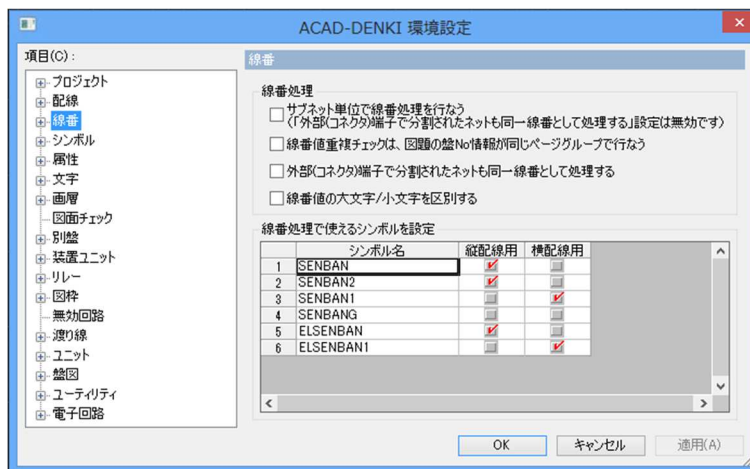 ACAD-DENKI 環境設定
項目(C):
プロジェクト
配線
線番
シンボル
属性
文字
画層
図面チェック
別盤
装置ユニット
リレー
図枠
無効回路
渡り線
ユニット
盤図
ユーティリティ
電子回路
線番
線番処理
サブネット単位で線番処理を行なう
(「外部(コネクタ)端子で分割されたネットも同一線番として処理する」設定は無効です)
線番値重複チェックは、図題の盤No情報が同じページグループで行なう
外部(コネクタ)端子で分割されたネットも同一線番として処理する
線番値の大文字/小文字を区別する
線番処理で使えるシンボルを設定
シンボル名 縦配線用 横配線用
1 SENBAN
2 SENBAN2
3 SENBAN1
4 SENBANG
5 ELSENBAN
6 ELSENBAN1
OK キャンセル 適用(A)